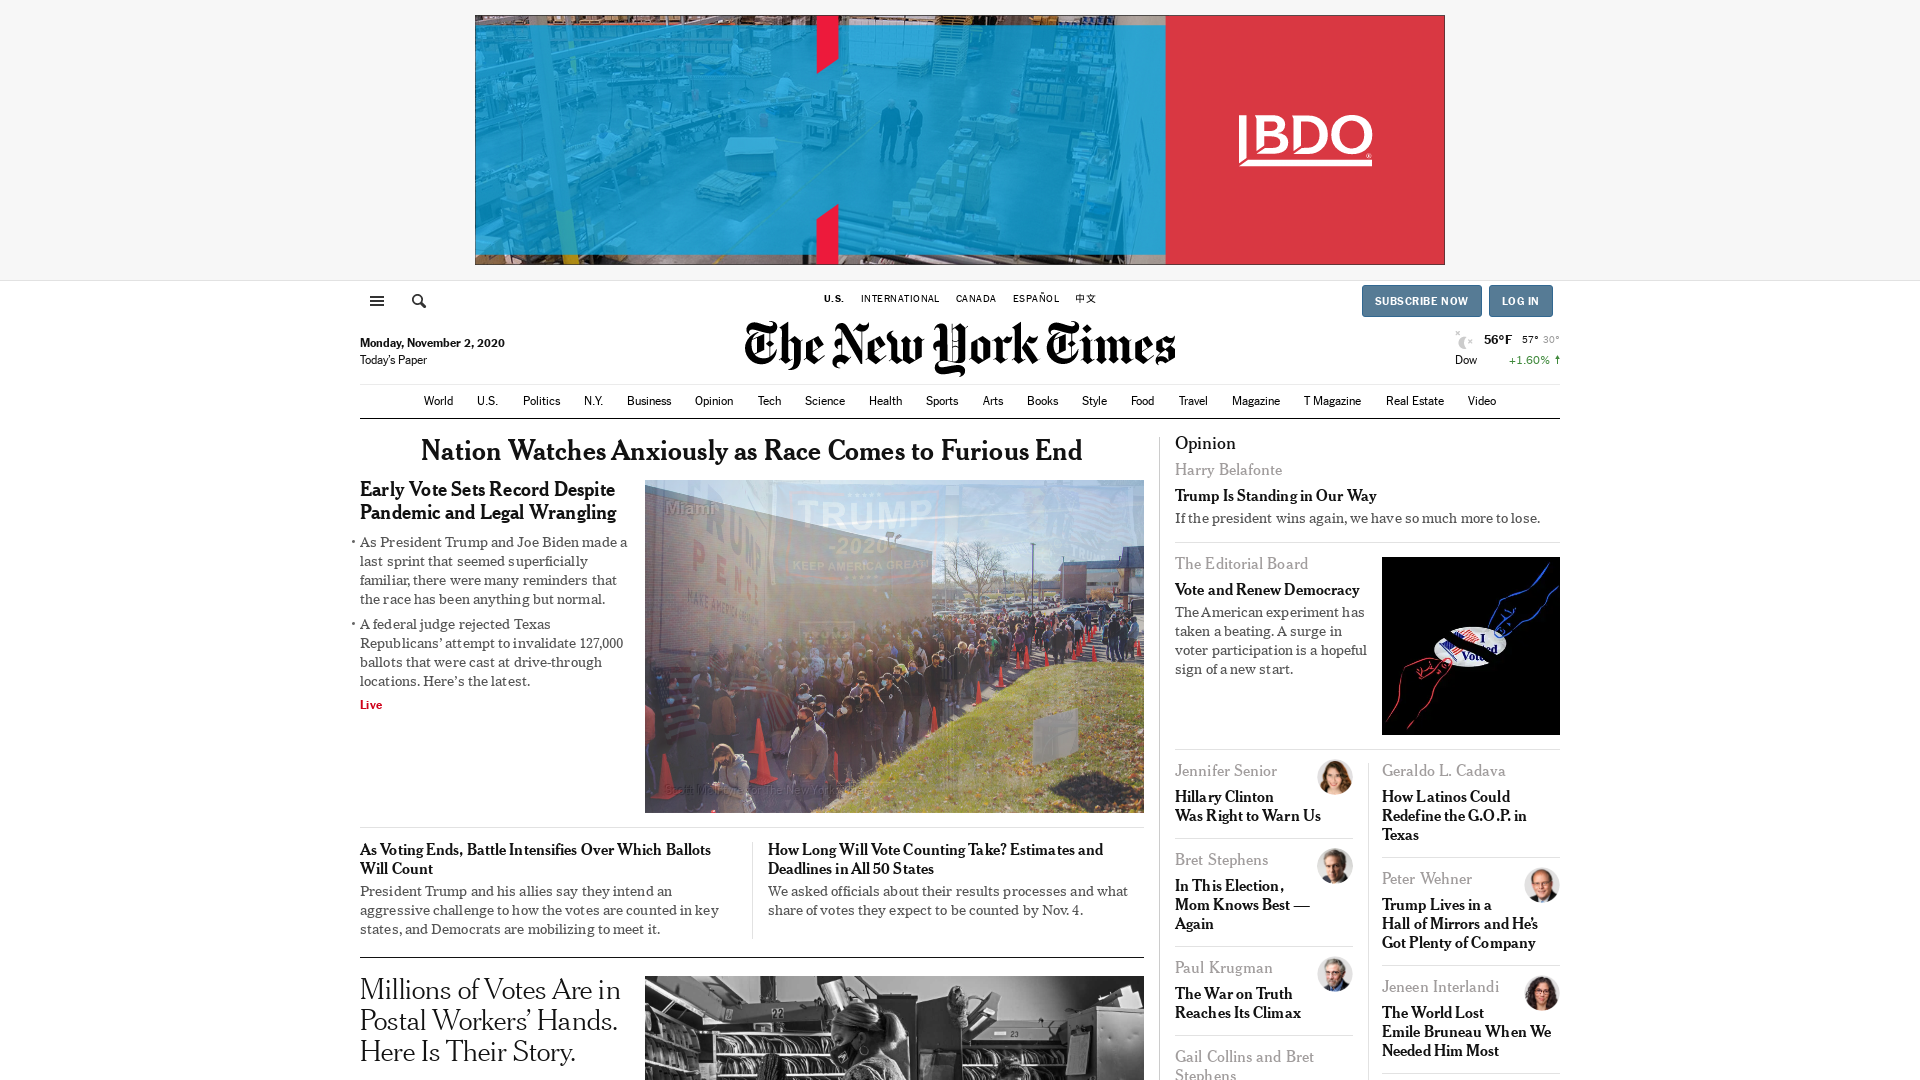 BDO
U.S. INTERNATIONAL CANADA ESPAÑOL 中文
SUBSCRIBE NOW LOG IN
Monday, November 2, 2020
Today's Paper
The New York Times
56°F 57° 30°
Dow +1.60% ↑
World U.S. Politics N.Y. Business Opinion Tech Science Health Sports Arts Books Style Food Travel Magazine T Magazine Real Estate Video
Nation Watches Anxiously as Race Comes to Furious End
Early Vote Sets Record Despite
Pandemic and Legal Wrangling
• As President Trump and Joe Biden made a
last sprint that seemed superficially
familiar, there were many reminders that
the race has been anything but normal.
• A federal judge rejected Texas
Republicans' attempt to invalidate 127,000
ballots that were cast at drive-through
locations. Here's the latest.
Live
Miami
TRUMP
PENCE
TRUMP
-2020-
KEEP AMERICA GREAT!
As Voting Ends, Battle Intensifies Over Which Ballots
Will Count
President Trump and his allies say they intend an
aggressive challenge to how the votes are counted in key
states, and Democrats are mobilizing to meet it.
How Long Will Vote Counting Take? Estimates and
Deadlines in All 50 States
We asked officials about their results processes and what
share of votes they expect to be counted by Nov. 4.
Millions of Votes Are in
Postal Workers' Hands.
Here Is Their Story.
22
23
Opinion
Harry Belafonte
Trump Is Standing in Our Way
If the president wins again, we have so much more to lose.
The Editorial Board
Vote and Renew Democracy
The American experiment has
taken a beating. A surge in
voter participation is a hopeful
sign of a new start.
I
Voted
Jennifer Senior
Hillary Clinton
Was Right to Warn Us
Bret Stephens
In This Election,
Mom Knows Best —
Again
Paul Krugman
The War on Truth
Reaches Its Climax
Gail Collins and Bret
Stephens
Geraldo L. Cadava
How Latinos Could
Redefine the G.O.P. in
Texas
Peter Wehner
Trump Lives in a
Hall of Mirrors and He's
Got Plenty of Company
Jeneen Interlandi
The World Lost
Emile Bruneau When We
Needed Him Most